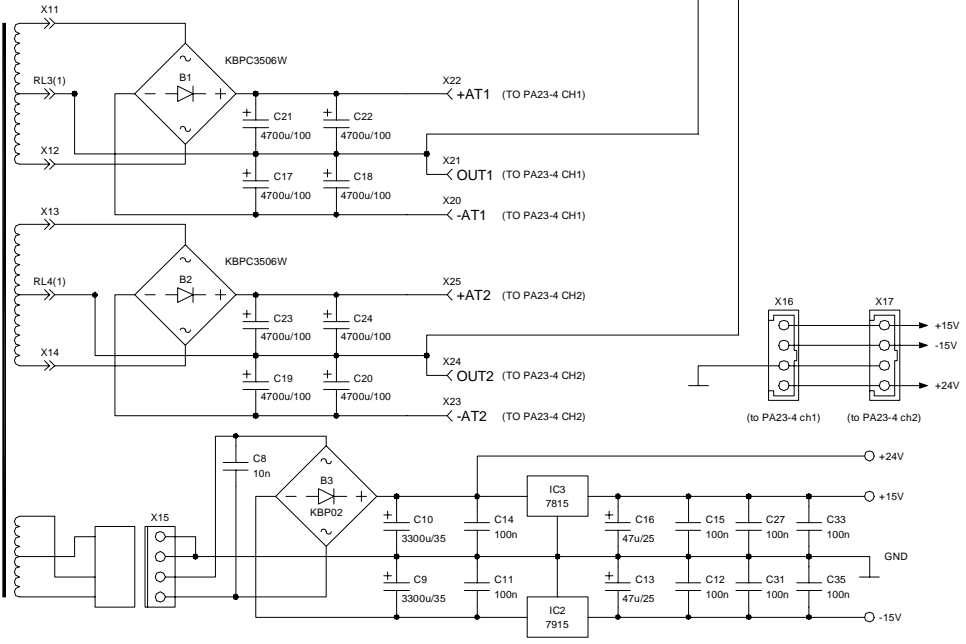 X11
KBPC3506W
RL3(1)
B1
X22
+AT1 (TO PA23-4 CH1)
+ C21
4700u/100
+ C22
4700u/100
X12
X21
OUT1 (TO PA23-4 CH1)
+ C17
4700u/100
+ C18
4700u/100
X20
-AT1 (TO PA23-4 CH1)
X13
KBPC3506W
RL4(1)
B2
X25
+AT2 (TO PA23-4 CH2)
+ C23
4700u/100
+ C24
4700u/100
X14
X24
OUT2 (TO PA23-4 CH2)
+ C19
4700u/100
+ C20
4700u/100
X23
-AT2 (TO PA23-4 CH2)
X16
X17
+15V
-15V
+24V
(to PA23-4 ch1)
(to PA23-4 ch2)
C8
10n
B3
KBP02
+24V
IC3
7815
+15V
X15
+ C10
3300u/35
C14
100n
+ C16
47u/25
C15
100n
C27
100n
C33
100n
GND
+ C9
3300u/35
C11
100n
+ C13
47u/25
C12
100n
C31
100n
C35
100n
IC2
7915
-15V